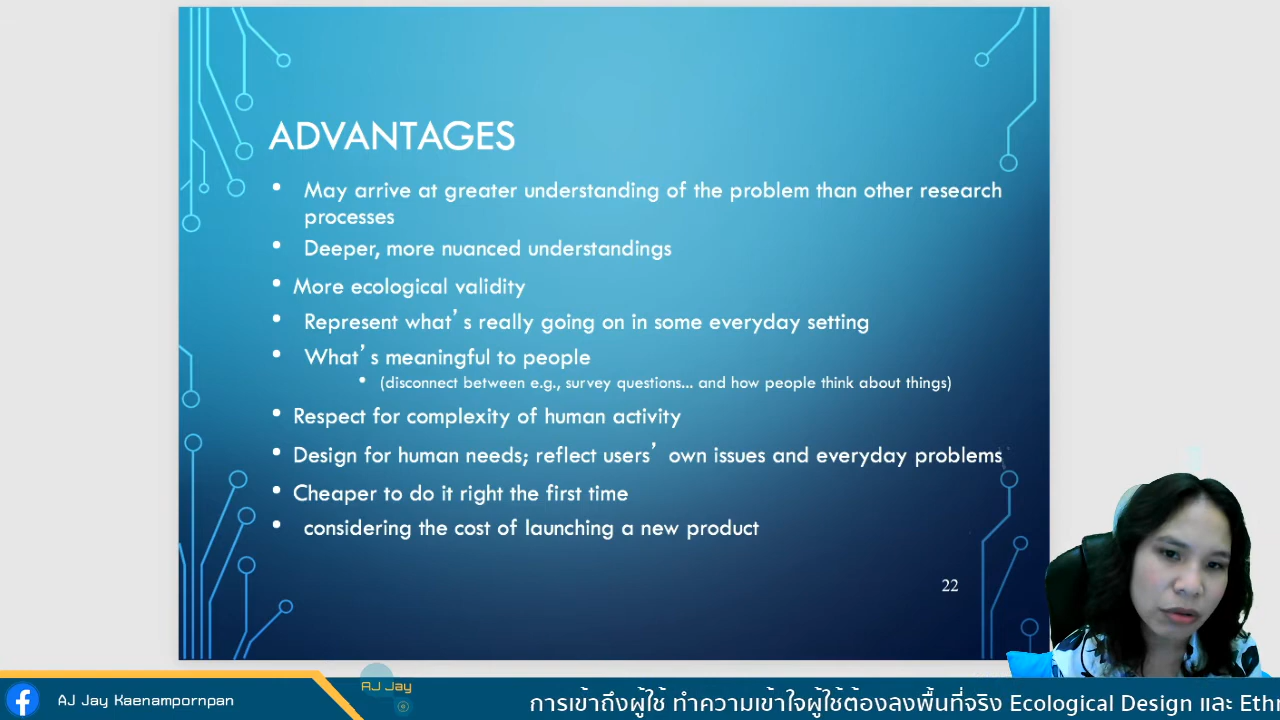 ADVANTAGES
• May arrive at greater understanding of the problem than other research
processes
• Deeper, more nuanced understandings
• More ecological validity
• Represent what’s really going on in some everyday setting
• What’s meaningful to people
• (disconnect between e.g., survey questions... and how people think about things)
• Respect for complexity of human activity
• Design for human needs; reflect users’ own issues and everyday problems
• Cheaper to do it right the first time
• considering the cost of launching a new product
22
AJ Jay
AJ Jay Kaenampornpan
การเข้าถึงผู้ใช้ ทำความเข้าใจผู้ใช้ต้องลงพื้นที่จริง Ecological Design และ